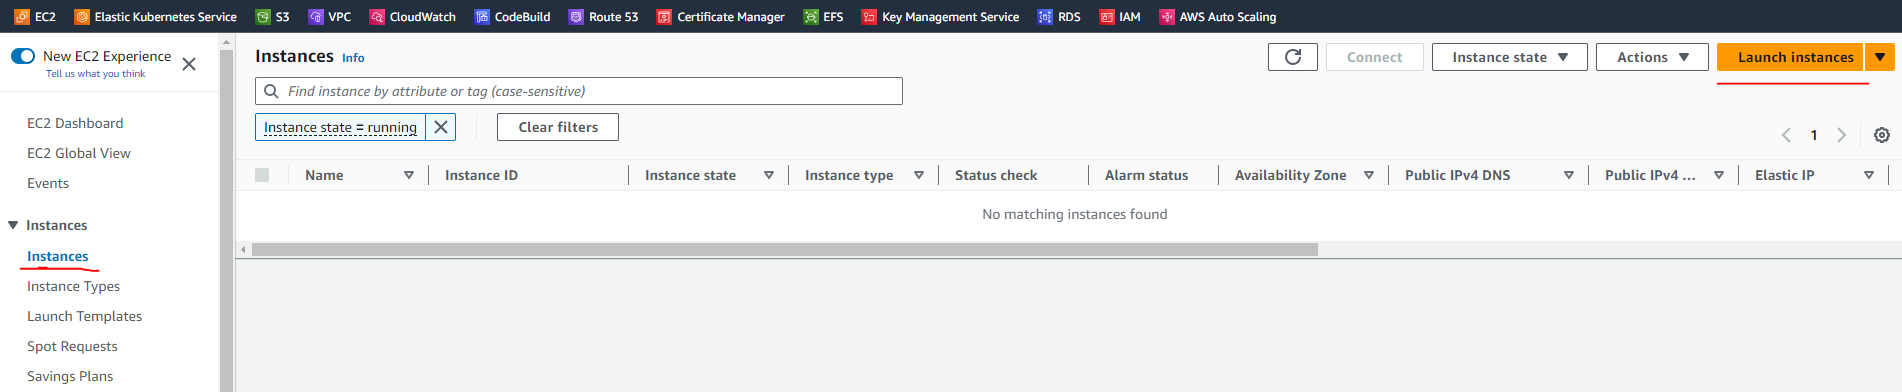 EC2 Elastic Kubernetes Service S3 VPC CloudWatch CodeBuild Route 53 Certificate Manager EFS Key Management Service RDS IAM AWS Auto Scaling
New EC2 Experience
Tell us what you think
EC2 Dashboard
EC2 Global View
Events
Instances
Instances
Instance Types
Launch Templates
Spot Requests
Savings Plans
Instances Info
Connect
Instance state
Actions
Launch instances
Find instance by attribute or tag (case-sensitive)
Instance state = running
Clear filters
1
Name Instance ID Instance state Instance type Status check Alarm status Availability Zone Public IPv4 DNS Public IPv4 ... Elastic IP
No matching instances found